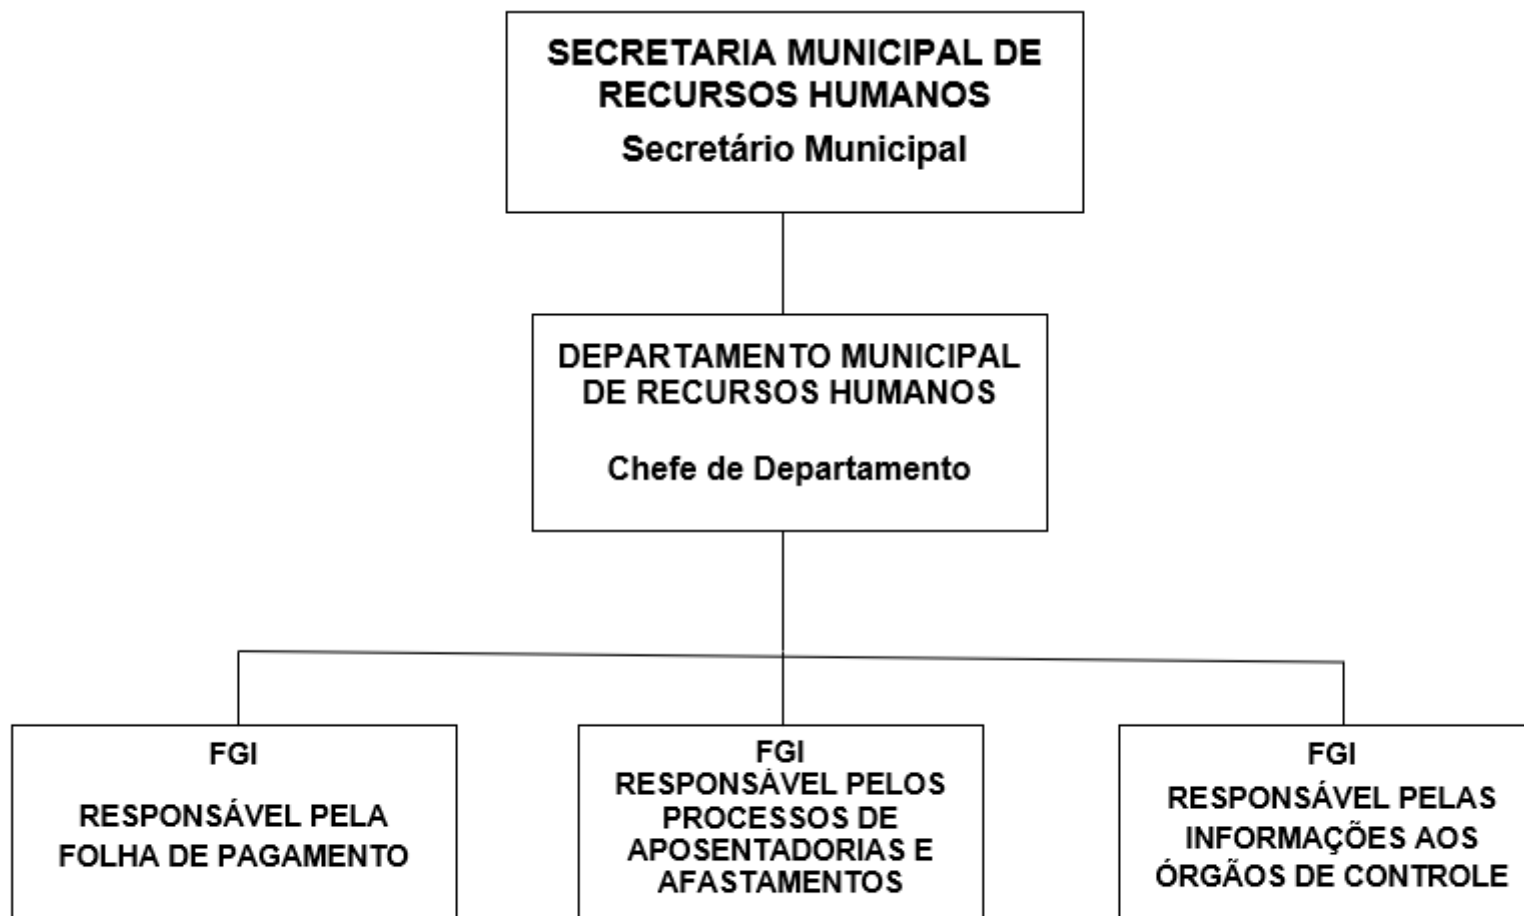 SECRETARIA MUNICIPAL DE
RECURSOS HUMANOS
Secretário Municipal
DEPARTAMENTO MUNICIPAL
DE RECURSOS HUMANOS
Chefe de Departamento
FGI
RESPONSÁVEL PELA
FOLHA DE PAGAMENTO
FGI
RESPONSÁVEL PELOS
PROCESSOS DE
APOSENTADORIAS E
AFASTAMENTOS
FGI
RESPONSÁVEL PELAS
INFORMAÇÕES AOS
ÓRGÃOS DE CONTROLE